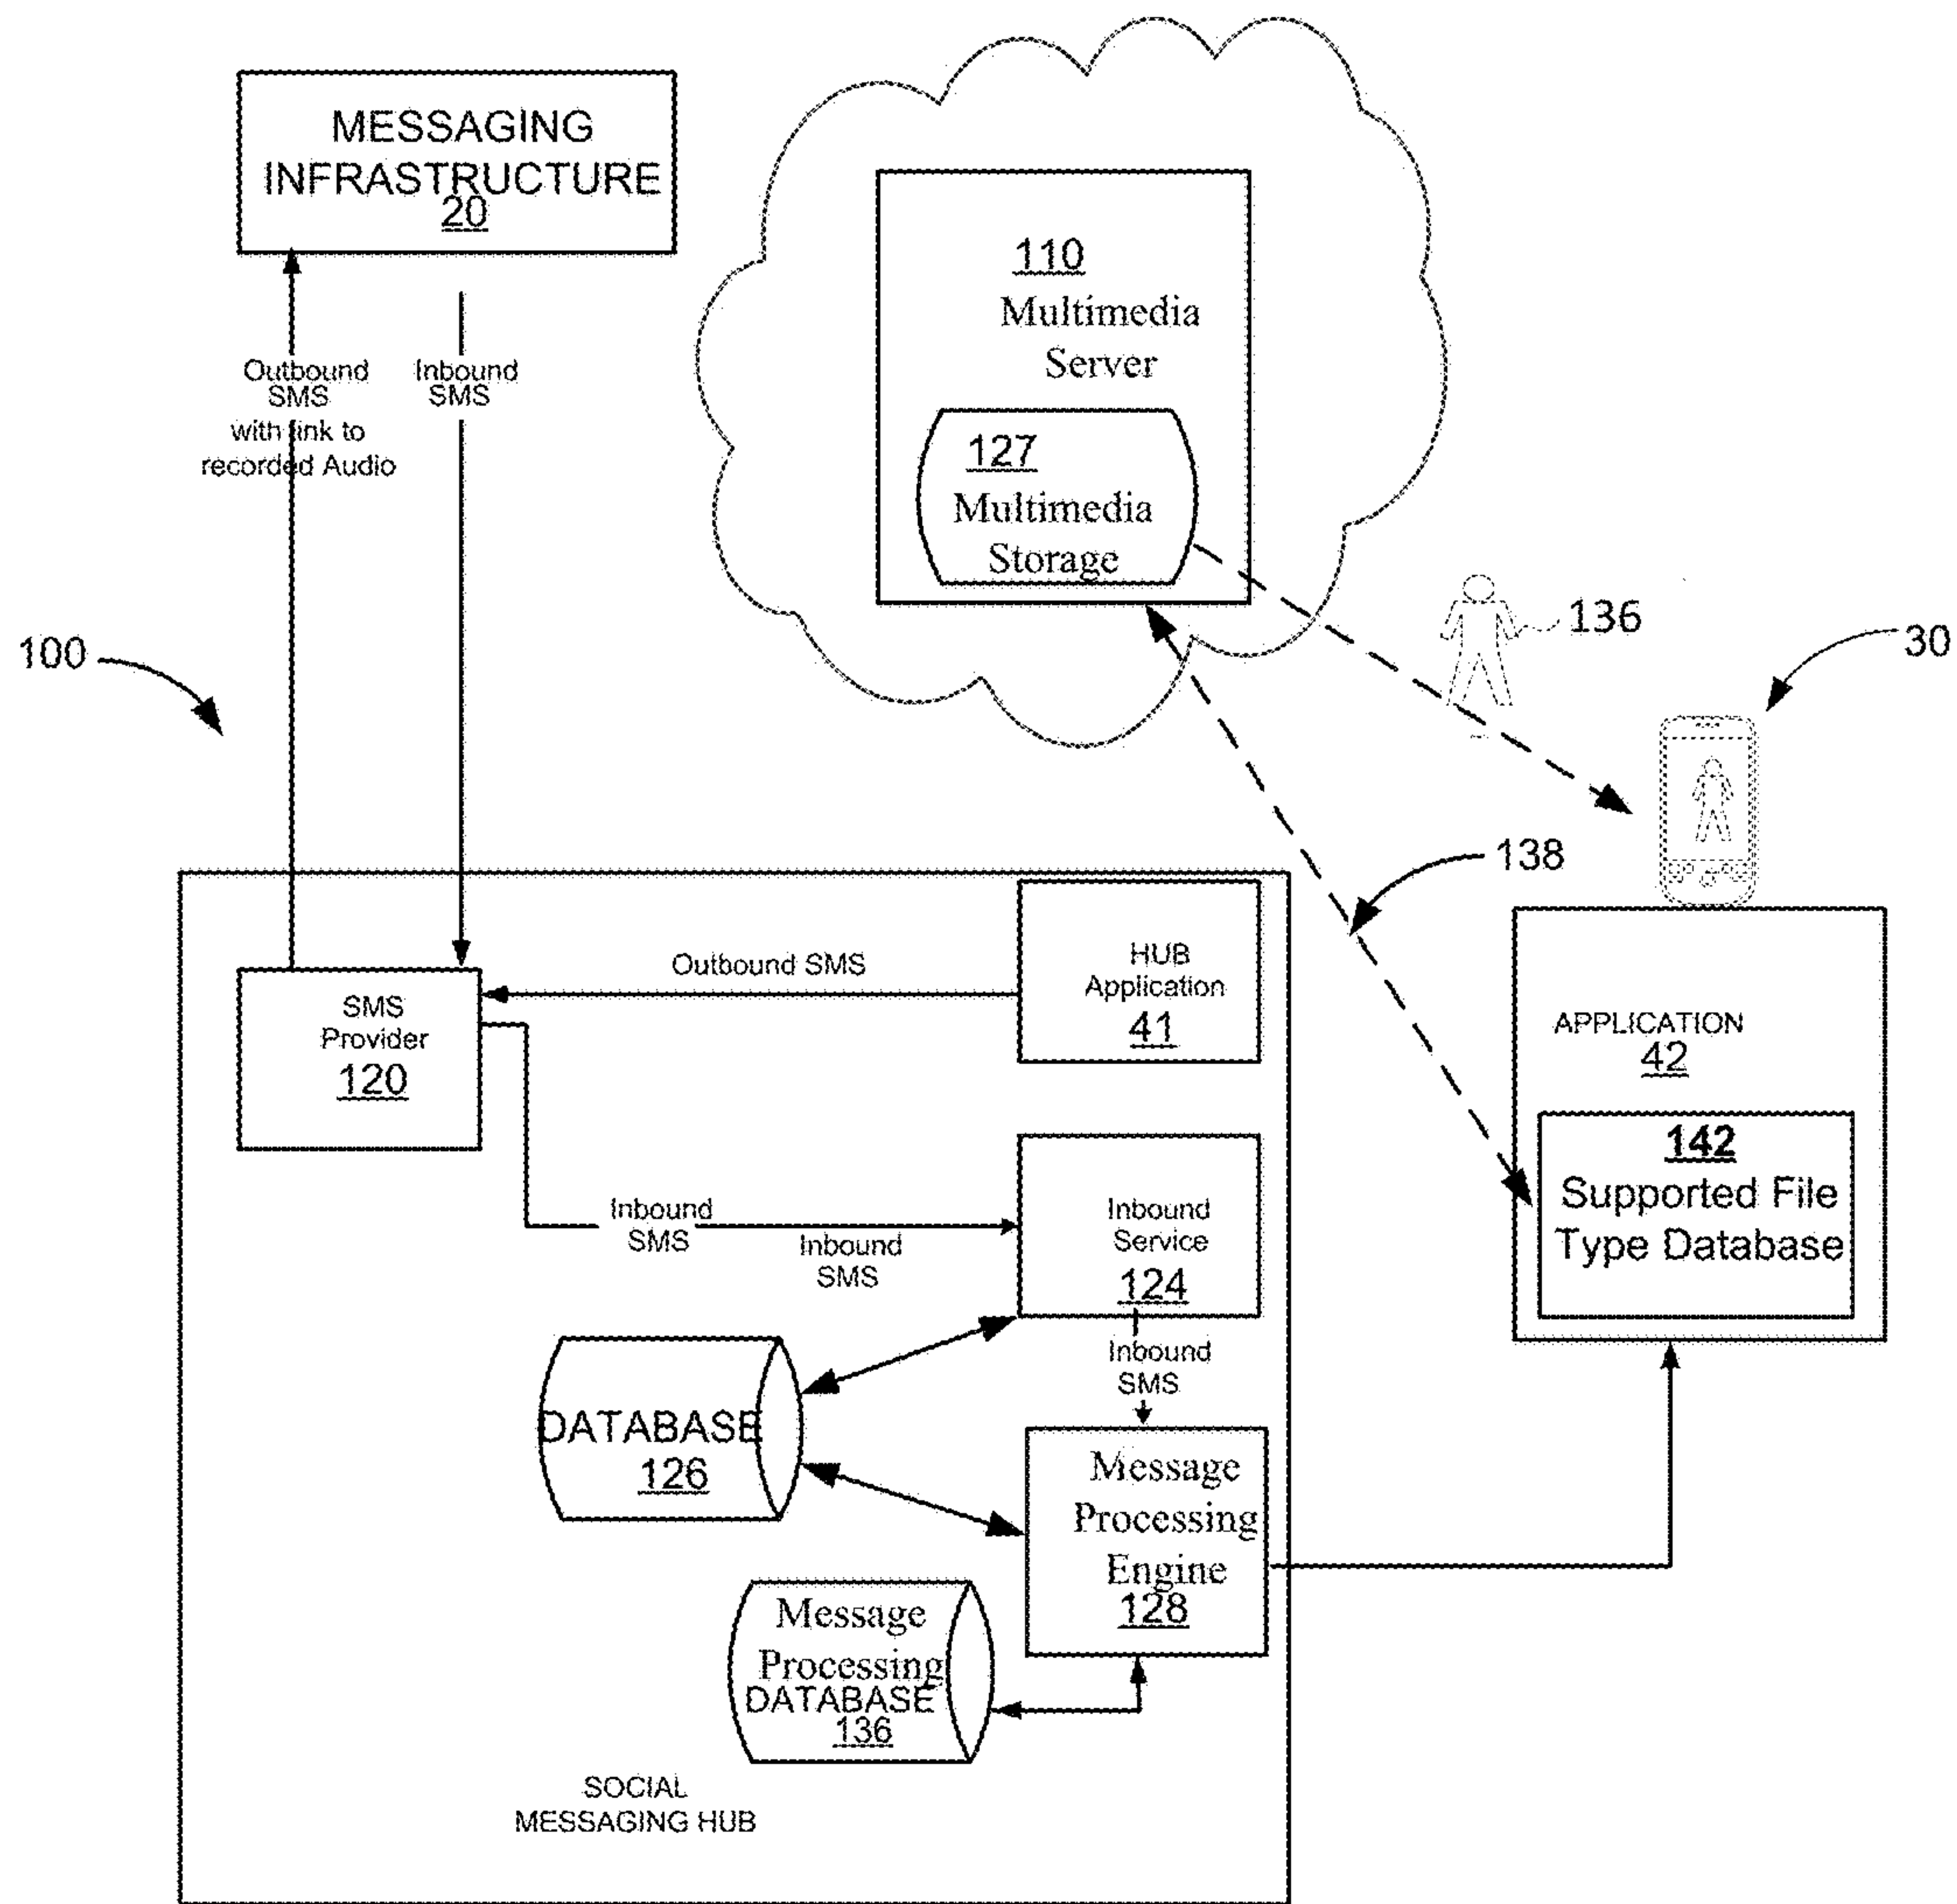 MESSAGING
INFRASTRUCTURE
20
Outbound
SMS
with link to
recorded Audio
Inbound
SMS
110
Multimedia
Server
127
Multimedia
Storage
136
30
100
138
SMS
Provider
120
Outbound SMS
HUB
Application
41
APPLICATION
42
142
Supported File
Type Database
Inbound
SMS
Inbound
SMS
Inbound
Service
124
Inbound
SMS
DATABASE
126
Message
Processing
Engine
128
Message
Processing
DATABASE
136
SOCIAL
MESSAGING HUB